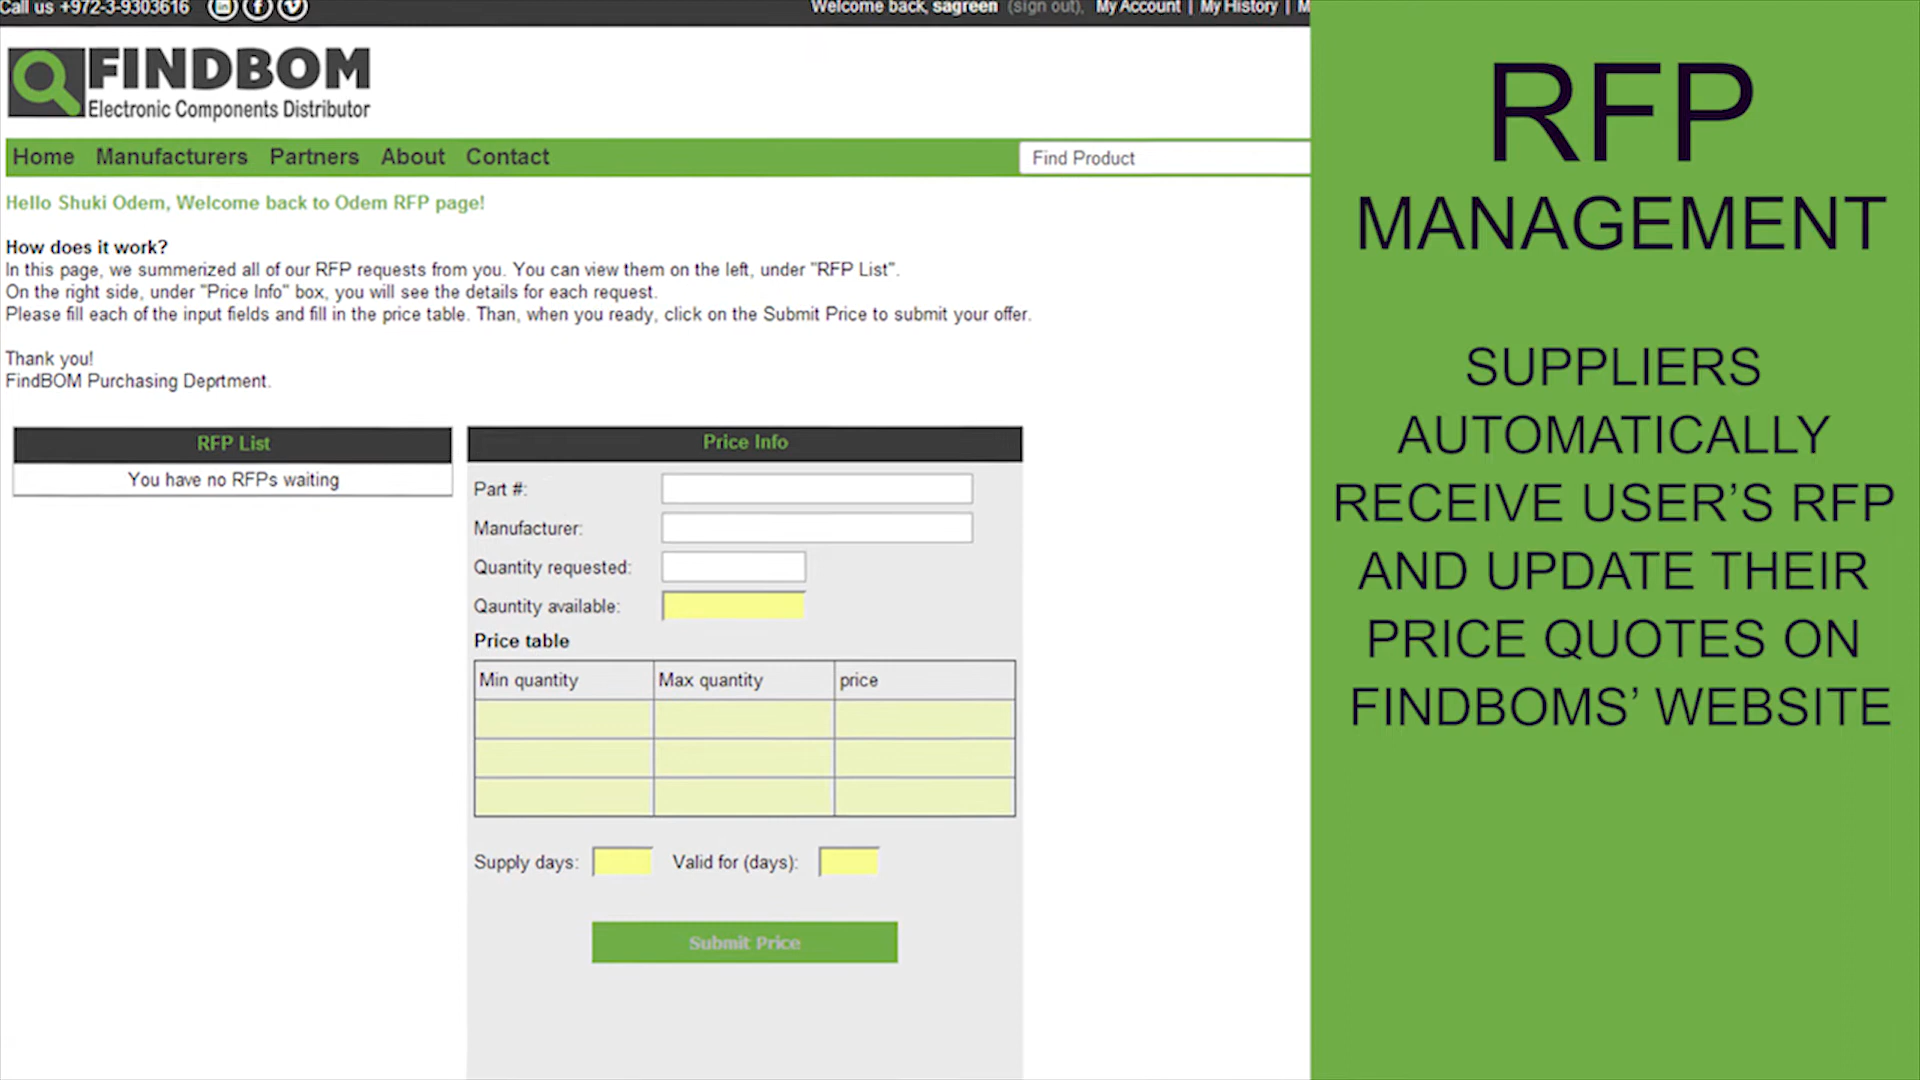 Call us +972-3-9303616
Welcome back, sagreen (sign out). My Account | My History | M
FINDBOM
Electronic Components Distributor
Home Manufacturers Partners About Contact
Find Product
Hello Shuki Odem, Welcome back to Odem RFP page!
How does it work?
In this page, we summerized all of our RFP requests from you. You can view them on the left, under "RFP List".
On the right side, under "Price Info" box, you will see the details for each request.
Please fill each of the input fields and fill in the price table. Than, when you ready, click on the Submit Price to submit your offer.
Thank you!
FindBOM Purchasing Deprtment.
RFP List
You have no RFPs waiting
Price Info
Part #:
Manufacturer:
Quantity requested:
Qauntity available:
Price table
Min quantity Max quantity price
Supply days: Valid for (days):
Submit Price
RFP
MANAGEMENT
SUPPLIERS
AUTOMATICALLY
RECEIVE USER’S RFP
AND UPDATE THEIR
PRICE QUOTES ON
FINDBOMS’ WEBSITE